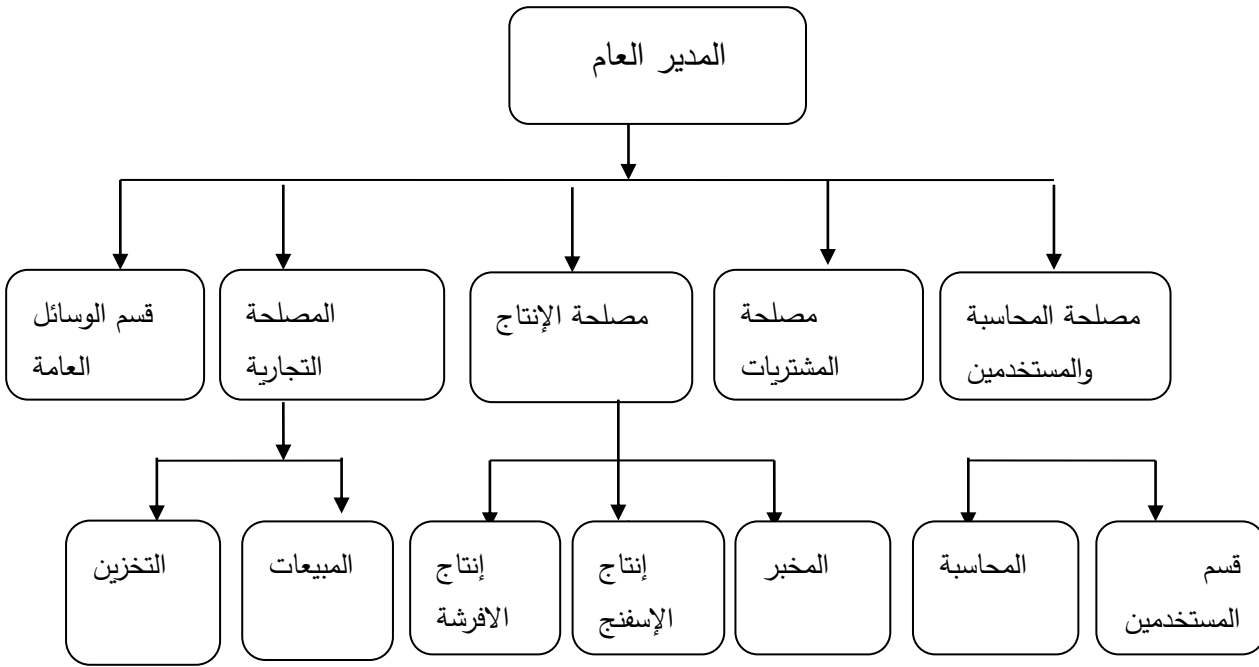 المدير العام
مصلحة المحاسبة
والمستخدمين
مصلحة
المشتريات
مصلحة الإنتاج
المصلحة
التجارية
قسم الوسائل
العامة
قسم
المستخدمين
المحاسبة
المخبر
إنتاج
الإسفنج
إنتاج
الافرشة
المبيعات
التخزين